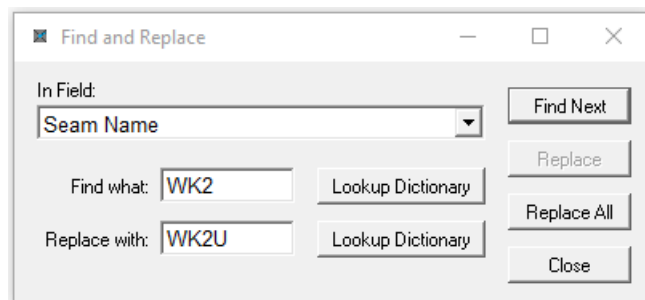 Find and Replace
In Field:
Seam Name
Find Next
Replace
Find what: WK2 Lookup Dictionary
Replace All
Replace with: WK2U Lookup Dictionary
Close